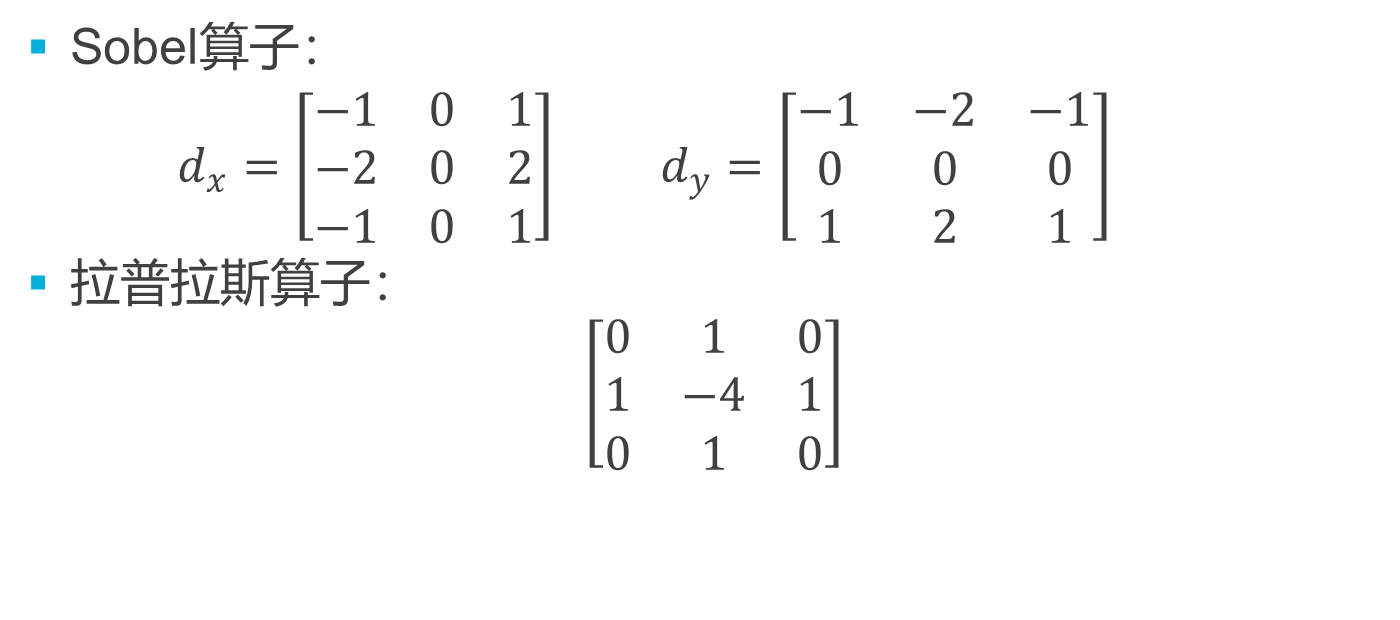 Sobel算子：
d_x = [−1 0 1; −2 0 2; −1 0 1] d_y = [−1 −2 −1; 0 0 0; 1 2 1]
拉普拉斯算子：
[0 1 0; 1 −4 1; 0 1 0]